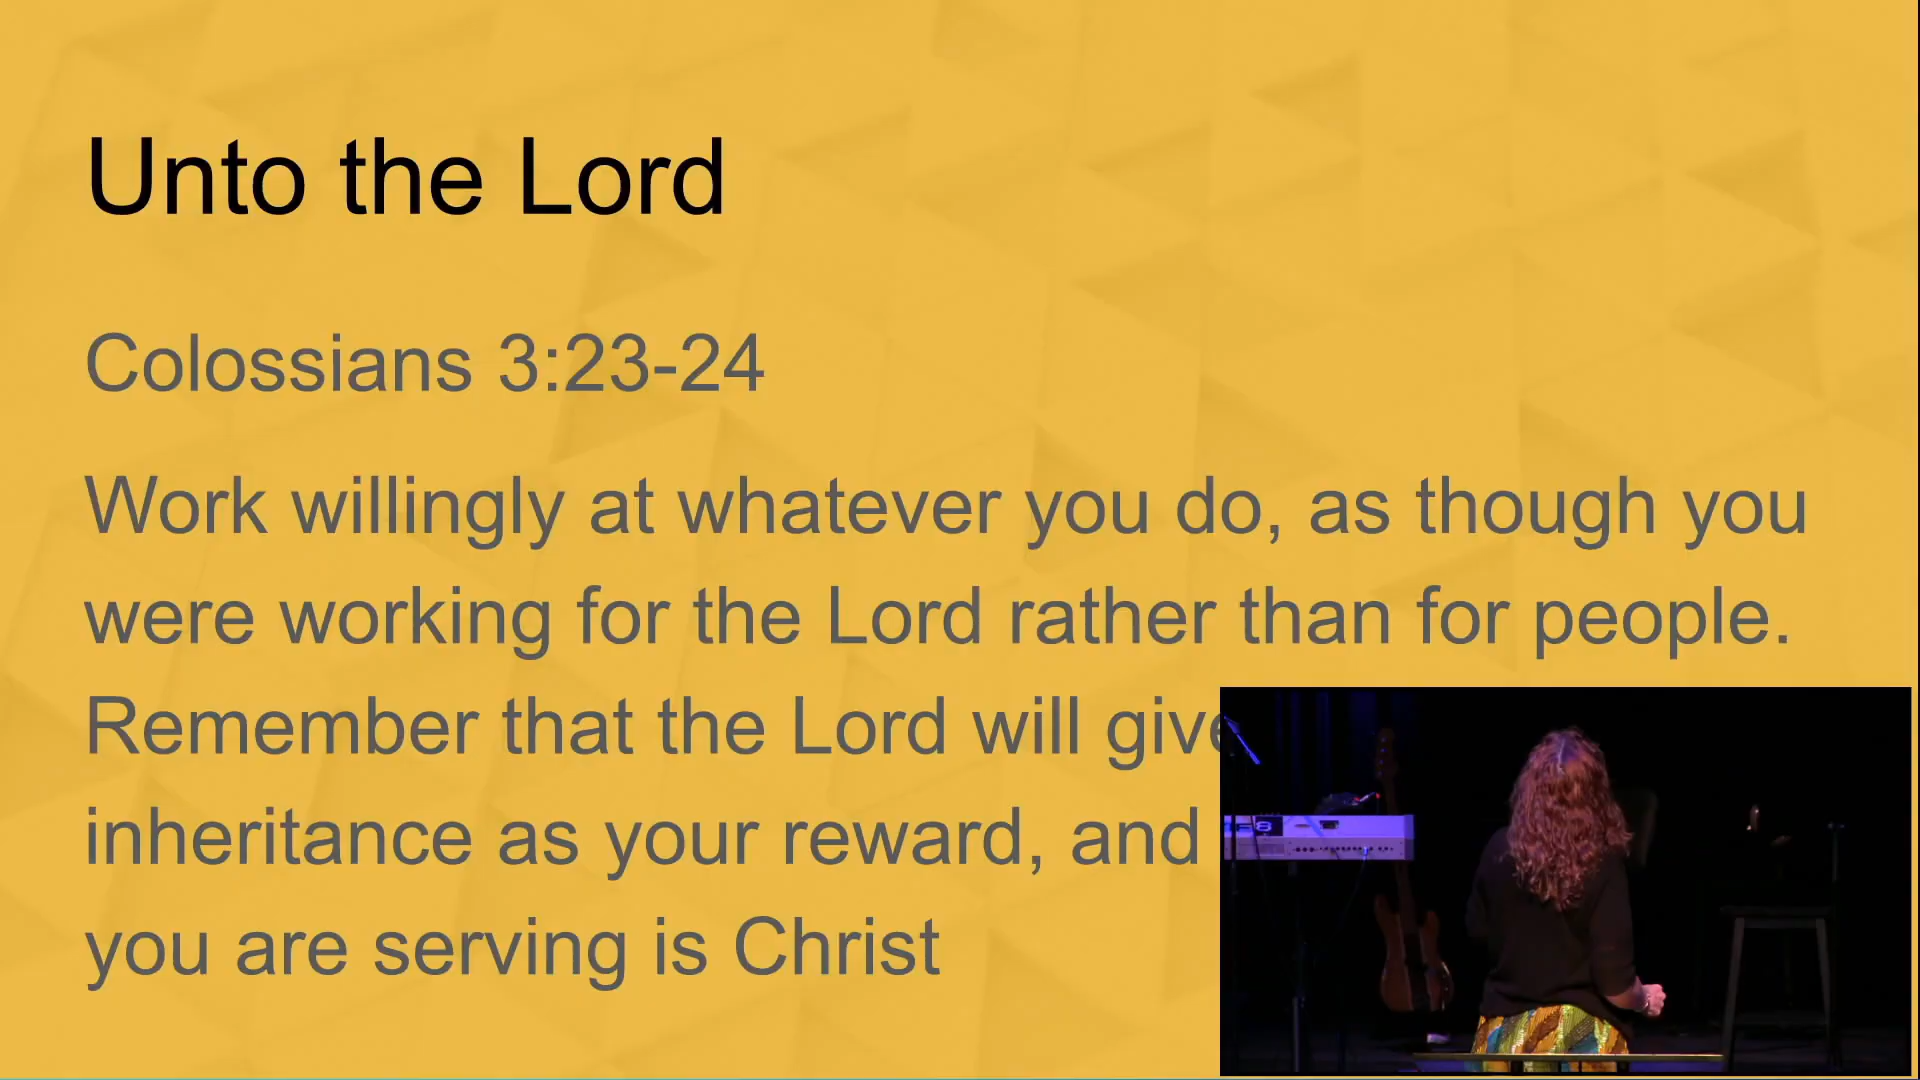 Unto the Lord
Colossians 3:23-24
Work willingly at whatever you do, as though you
were working for the Lord rather than for people.
Remember that the Lord will give
inheritance as your reward, and
you are serving is Christ